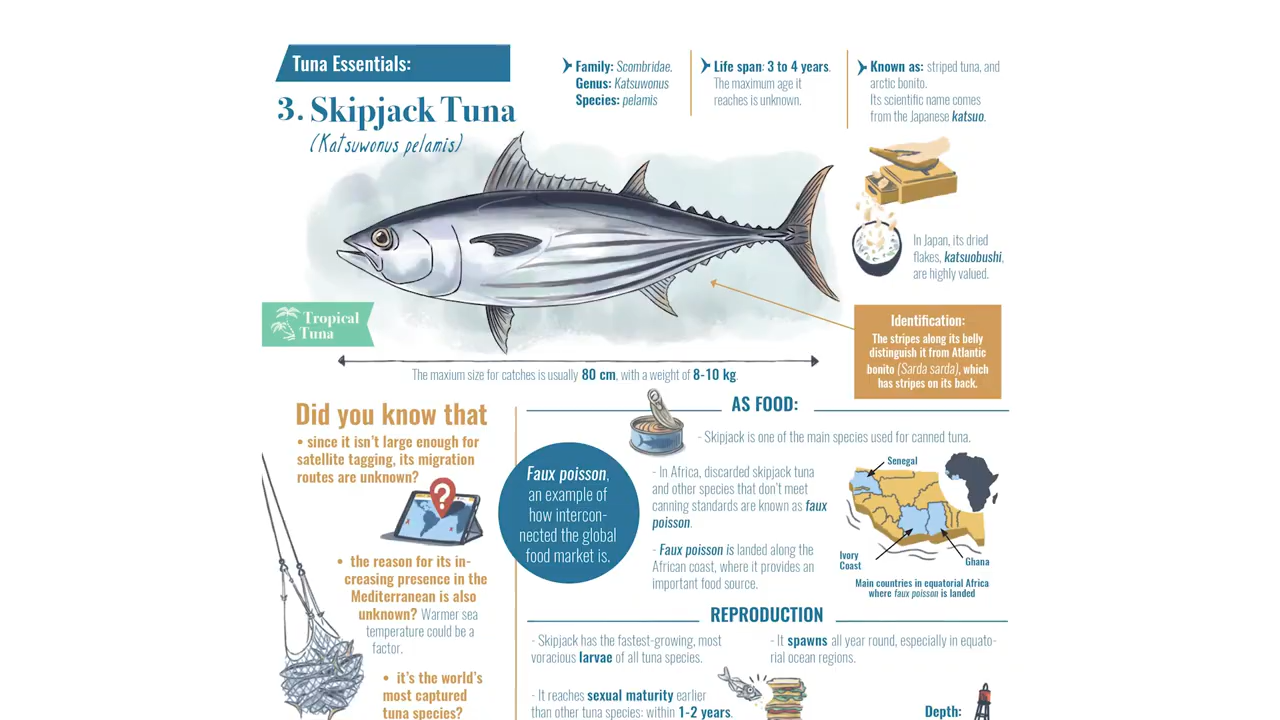 Tuna Essentials:
3. Skipjack Tuna
(Katsuwonus pelamis)
Family: Scombridae.
Genus: Katsuwonus
Species: pelamis
Life span: 3 to 4 years.
The maximum age it
reaches is unknown.
Known as: striped tuna, and
arctic bonito.
Its scientific name comes
from the Japanese katsuo.
In Japan, its dried
flakes, katsuobushi,
are highly valued.
Tropical
Tuna
Identification:
The stripes along its belly
distinguish it from Atlantic
bonito (Sarda sarda), which
has stripes on its back.
The maxium size for catches is usually 80 cm, with a weight of 8-10 kg.
Did you know that
• since it isn't large enough for
satellite tagging, its migration
routes are unknown?
• the reason for its in-
creasing presence in the
Mediterranean is also
unknown? Warmer sea
temperature could be a
factor.
• it's the world's
most captured
tuna species?
AS FOOD:
- Skipjack is one of the main species used for canned tuna.
Faux poisson,
an example of
how intercon-
nected the global
food market is.
- In Africa, discarded skipjack tuna
and other species that don't meet
canning standards are known as faux
poisson.
- Faux poisson is landed along the
African coast, where it provides an
important food source.
Senegal
Ivory
Coast
Ghana
Main countries in equatorial Africa
where faux poisson is landed
REPRODUCTION
- Skipjack has the fastest-growing, most
voracious larvae of all tuna species.
- It spawns all year round, especially in equato-
rial ocean regions.
- It reaches sexual maturity earlier
than other tuna species: within 1-2 years.
Depth: